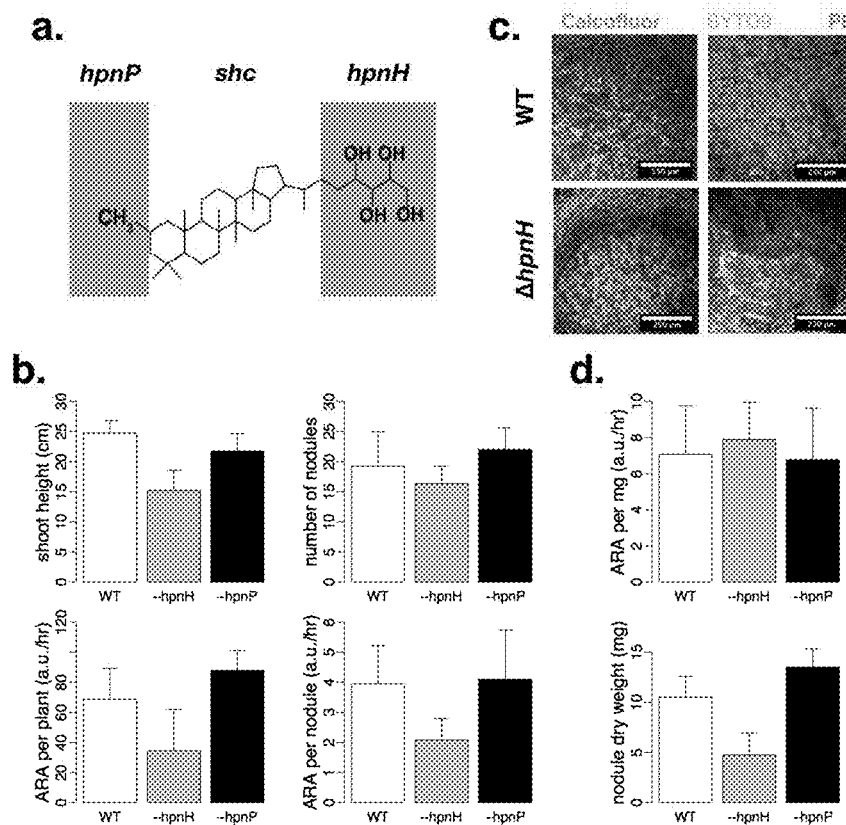 a.
hpnP shc hpnH
OH OH
CH3
OH OH
c.
Calcofluor SYTO9 PI
WT
ΔhpnH
b.
30
25
20
15
10
5
0
shoot height (cm)
WT --hpnH --hpnP
30
25
20
15
10
5
0
number of nodules
WT --hpnH --hpnP
120
80
60
40
20
0
ARA per plant (a.u./hr)
WT --hpnH --hpnP
6
5
4
3
2
1
0
ARA per nodule (a.u./hr)
WT --hpnH --hpnP
d.
10
8
6
4
2
0
ARA per mg (a.u./hr)
WT --hpnH --hpnP
15
10
5
0
nodule dry weight (mg)
WT --hpnH --hpnP